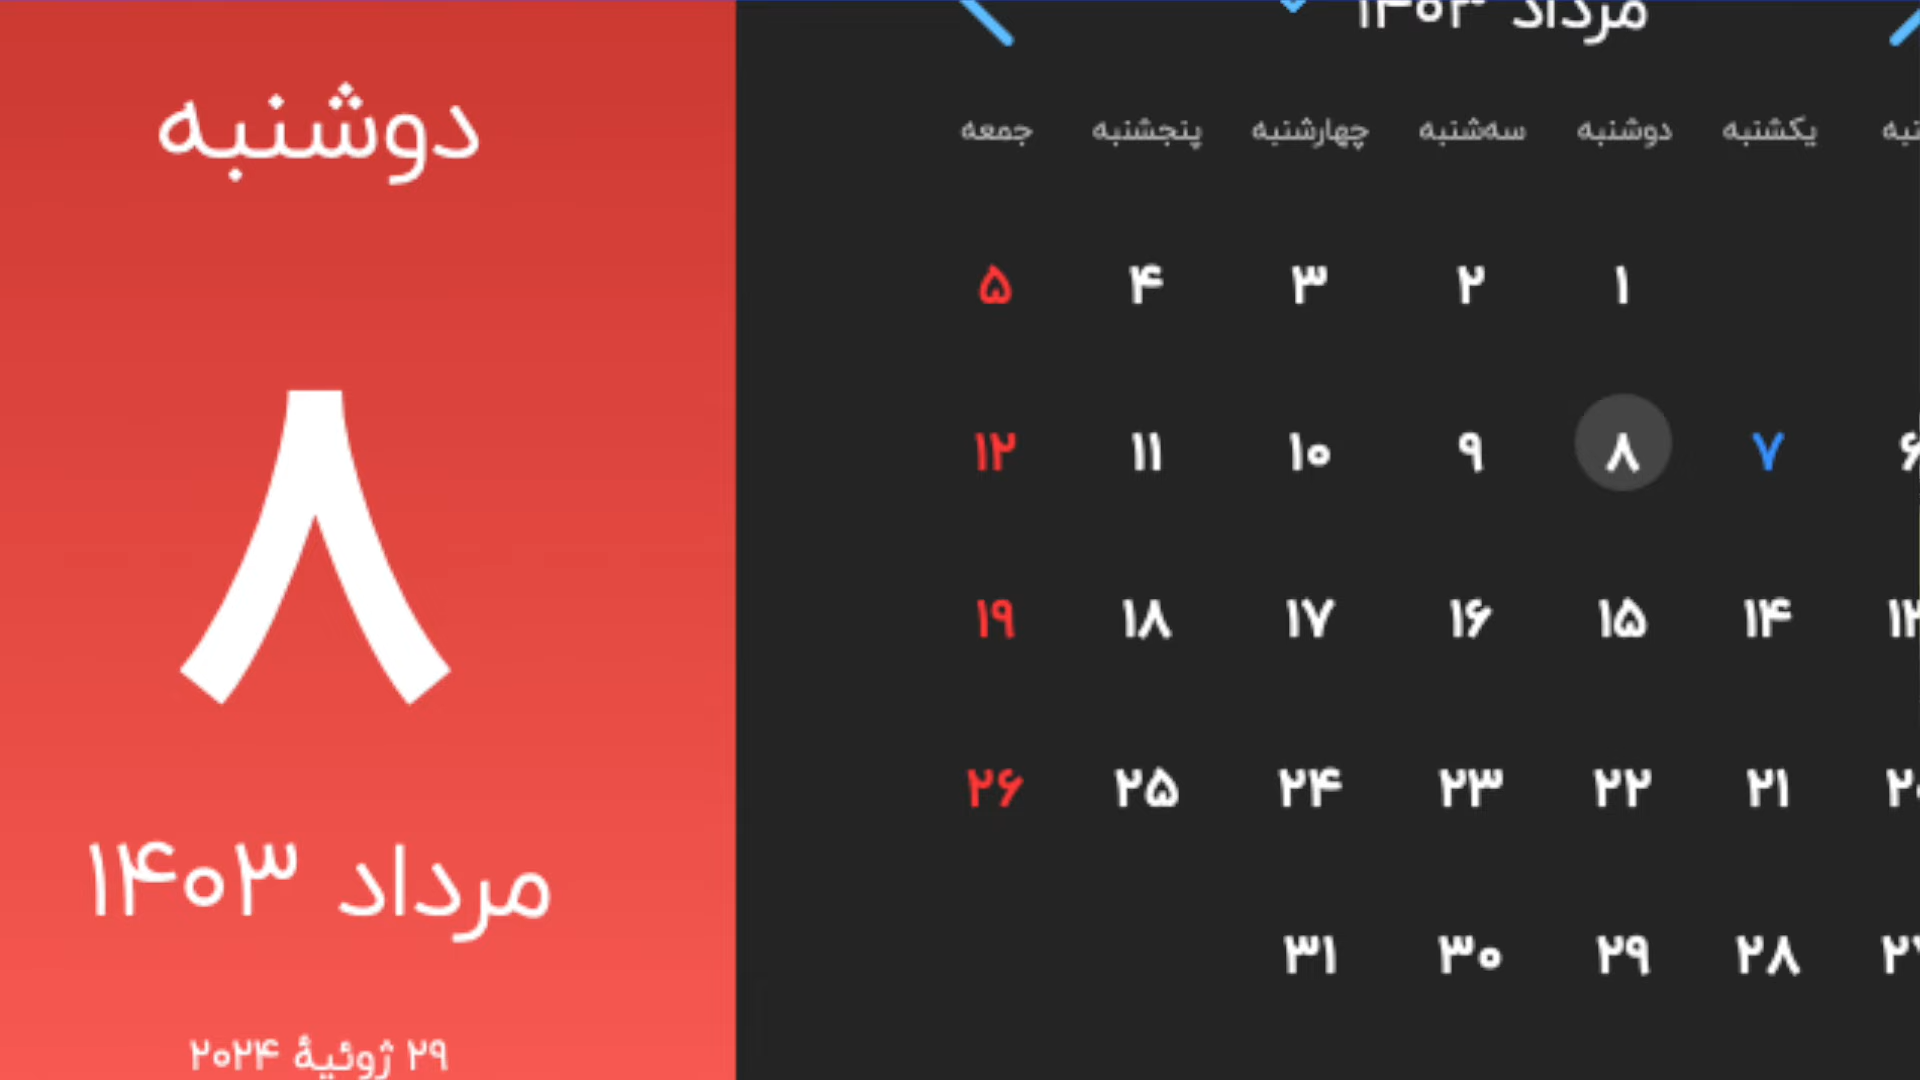 دوشنبه
۸
مرداد ۱۴۰۳
۲۹ ژوئیهٔ ۲۰۲۴
مرداد ۱۴۰۳
یکشنبه دوشنبه سه‌شنبه چهارشنبه پنجشنبه جمعه
۱ ۲ ۳ ۴ ۵
۶ ۷ ۸ ۹ ۱۰ ۱۱ ۱۲
۱۴ ۱۵ ۱۶ ۱۷ ۱۸ ۱۹
۲۱ ۲۲ ۲۳ ۲۴ ۲۵ ۲۶
۲۸ ۲۹ ۳۰ ۳۱